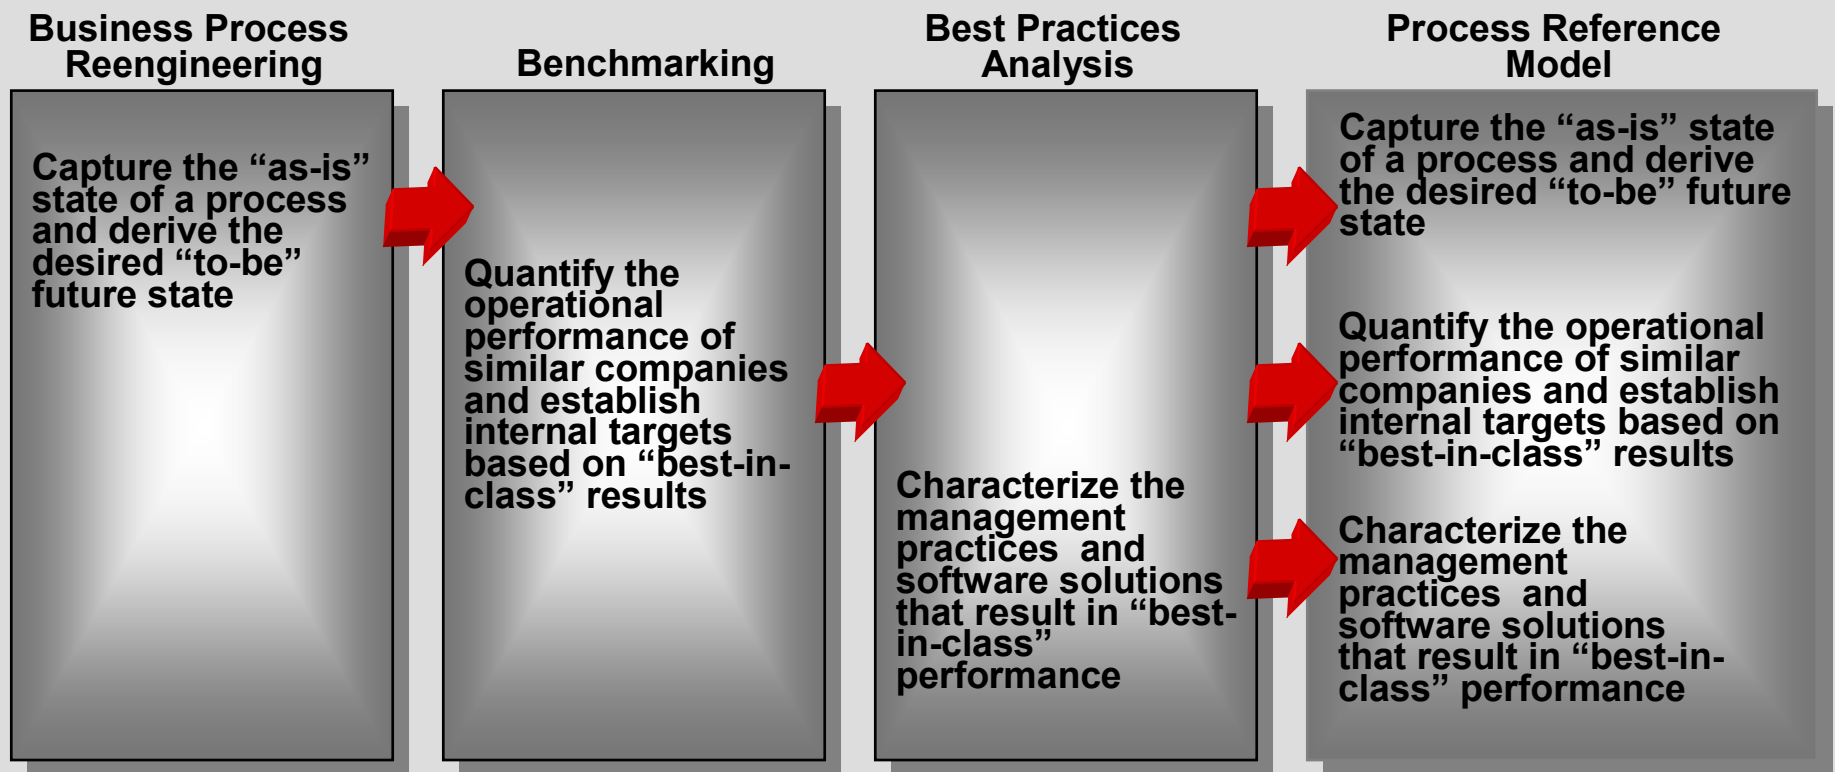 Business Process
Reengineering
Benchmarking
Best Practices
Analysis
Process Reference
Model
Capture the “as-is”
state of a process
and derive the
desired “to-be”
future state
Quantify the
operational
performance of
similar companies
and establish
internal targets
based on “best-in-
class” results
Characterize the
management
practices  and
software solutions
that result in “best-
in-class”
performance
Capture the “as-is” state
of a process and derive
the desired “to-be” future
state
Quantify the operational
performance of similar
companies and establish
internal targets based on
“best-in-class” results
Characterize the
management
practices  and
software solutions
that result in “best-in-
class” performance